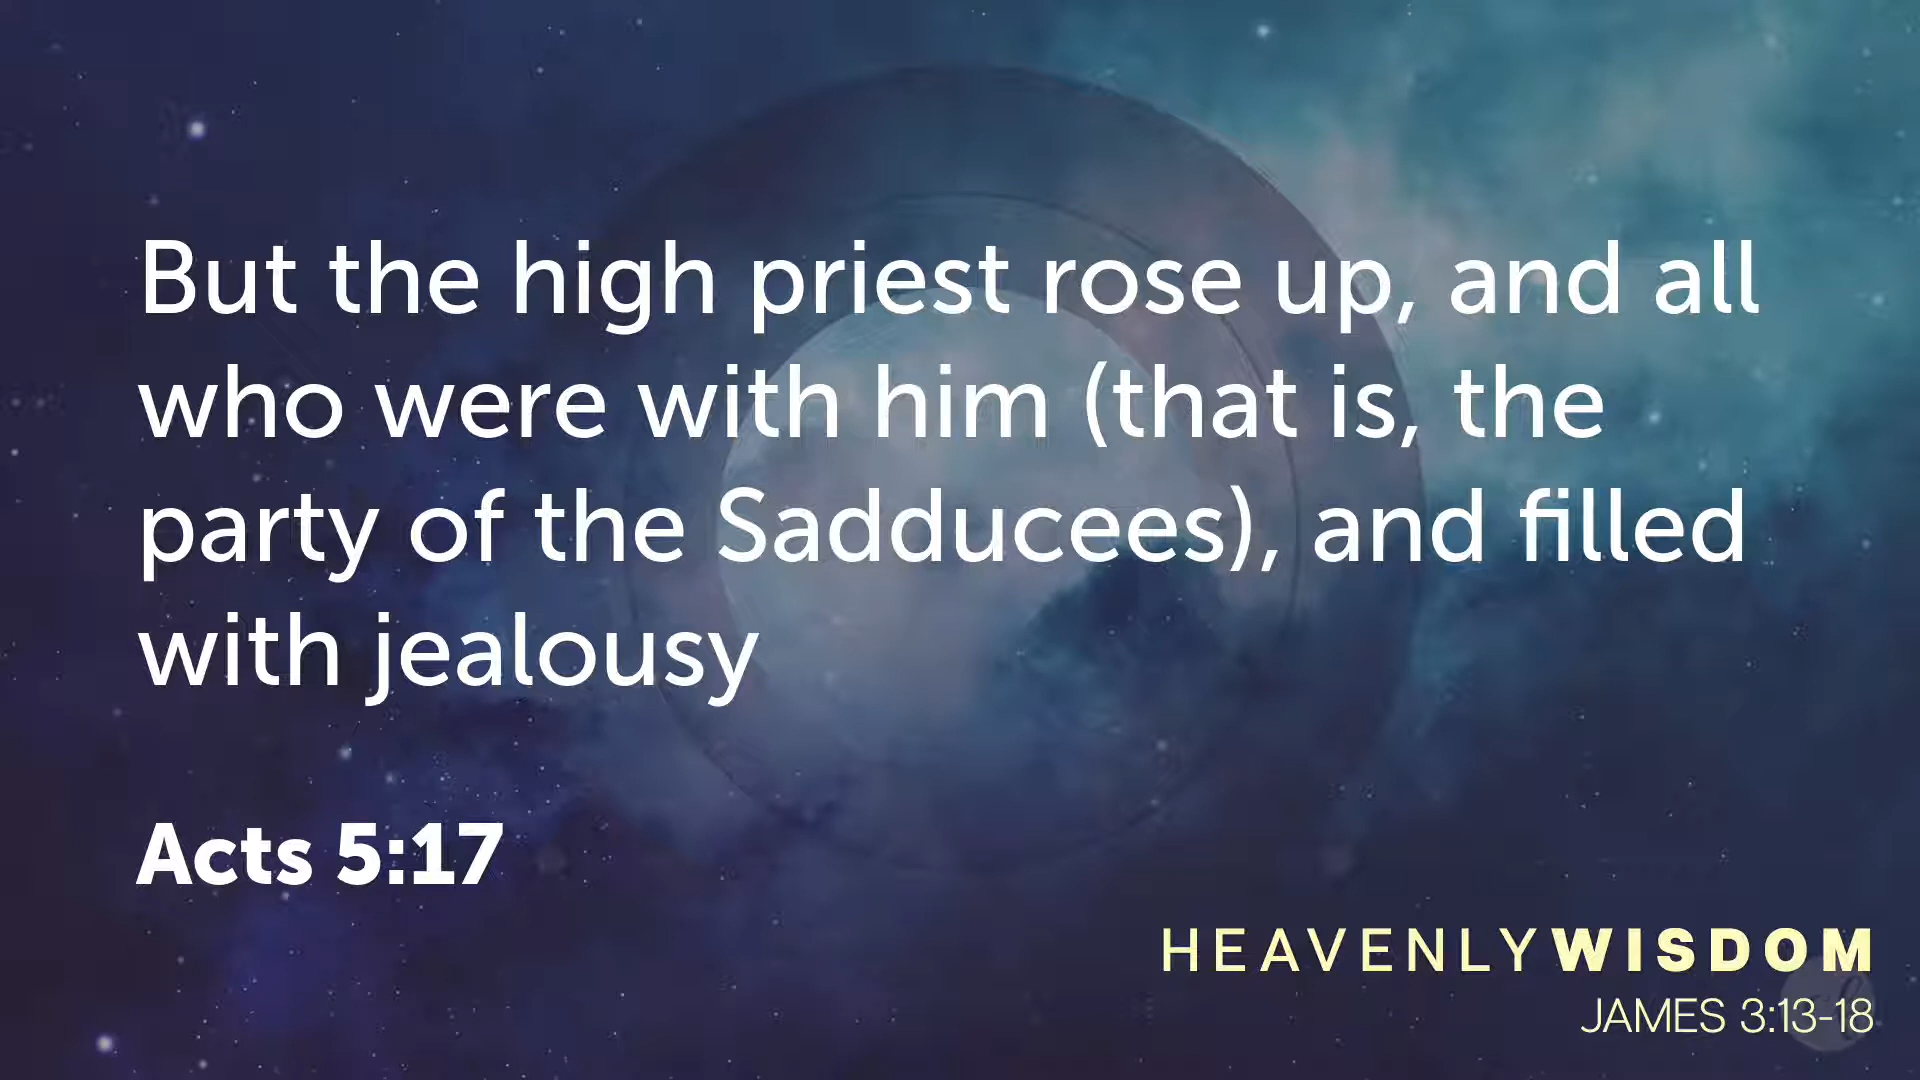 But the high priest rose up, and all
who were with him (that is, the
party of the Sadducees), and filled
with jealousy
Acts 5:17
HEAVENLYWISDOM
JAMES 3:13-18